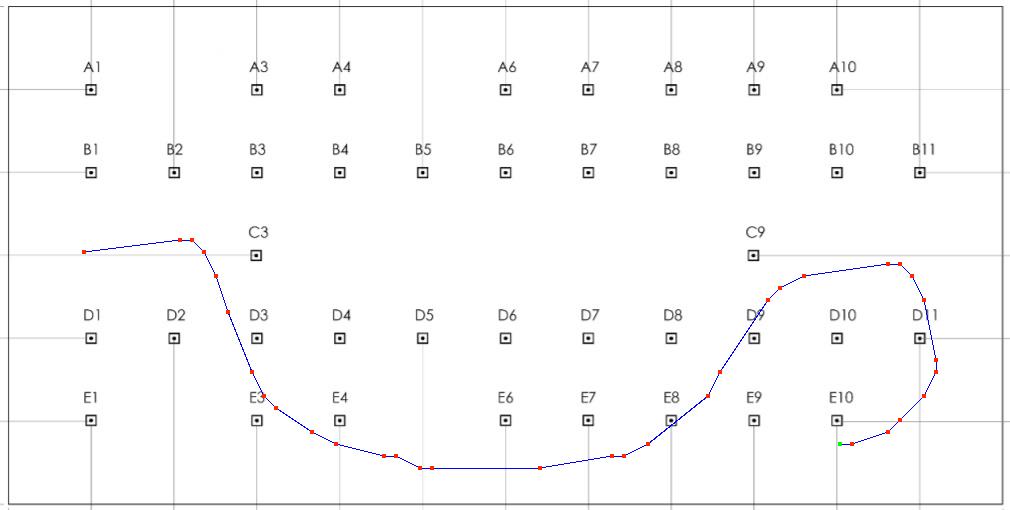 A1 A3 A4 A6 A7 A8 A9 A10
B1 B2 B3 B4 B5 B6 B7 B8 B9 B10 B11
C3 C9
D1 D2 D3 D4 D5 D6 D7 D8 D9 D10 D11
E1 E3 E4 E6 E7 E8 E9 E10